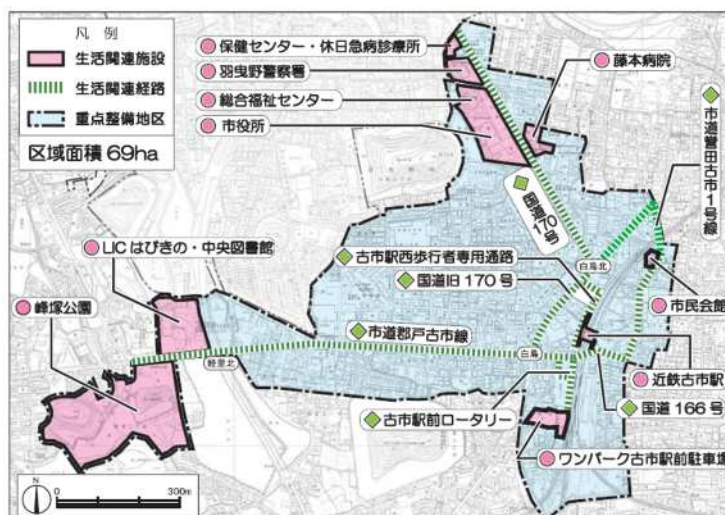 凡例
生活関連施設
生活関連経路
重点整備地区
区域面積 69ha
保健センター・休日急病診療所
羽曳野警察署
総合福祉センター
市役所
藤本病院
市道誉田古市1号線
国道170号
白鳥北
LICはびきの・中央図書館
古市駅西歩行者専用通路
国道旧170号
市民会館
峰塚公園
市道郡戸古市線
白鳥
軽里北
近鉄古市駅
古市駅前ロータリー
国道166号
ワンパーク古市駅前駐車場
N
0 300m